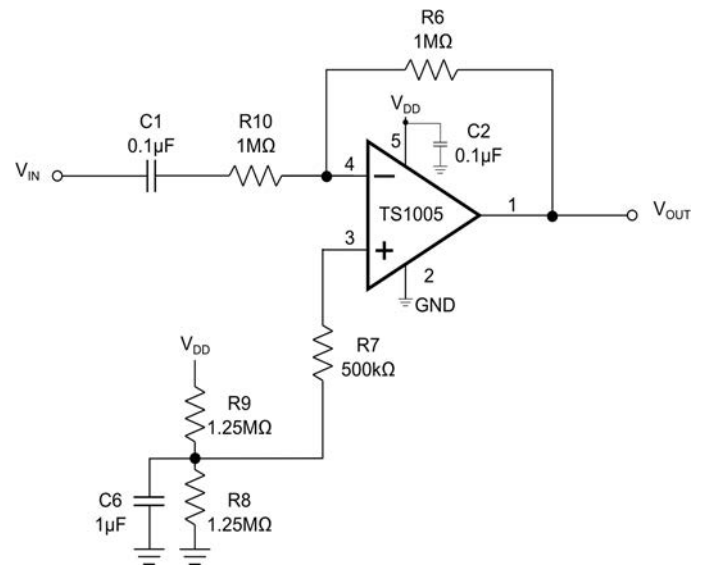 R6
1MΩ
V_DD
C1
0.1µF
R10
1MΩ
C2
0.1µF
5
V_IN
4
TS1005
1
V_OUT
3
2
GND
V_DD
R7
500kΩ
R9
1.25MΩ
C6
1µF
R8
1.25MΩ